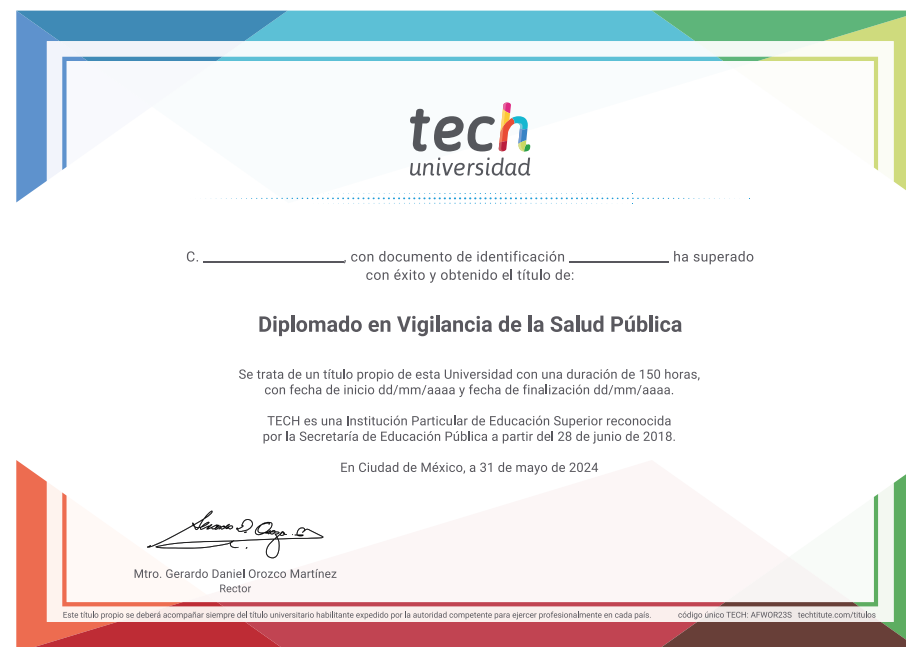 tech
universidad
C. ____________, con documento de identificación ____________ ha superado
con éxito y obtenido el título de:
Diplomado en Vigilancia de la Salud Pública
Se trata de un título propio de esta Universidad con una duración de 150 horas,
con fecha de inicio dd/mm/aaaa y fecha de finalización dd/mm/aaaa.
TECH es una Institución Particular de Educación Superior reconocida
por la Secretaría de Educación Pública a partir del 28 de junio de 2018.
En Ciudad de México, a 31 de mayo de 2024
Mtro. Gerardo Daniel Orozco Martínez
Rector
Este título propio se deberá acompañar siempre del título universitario habilitante expedido por la autoridad competente para ejercer profesionalmente en cada país. código único TECH: AFWOR23S techtitute.com/titulos